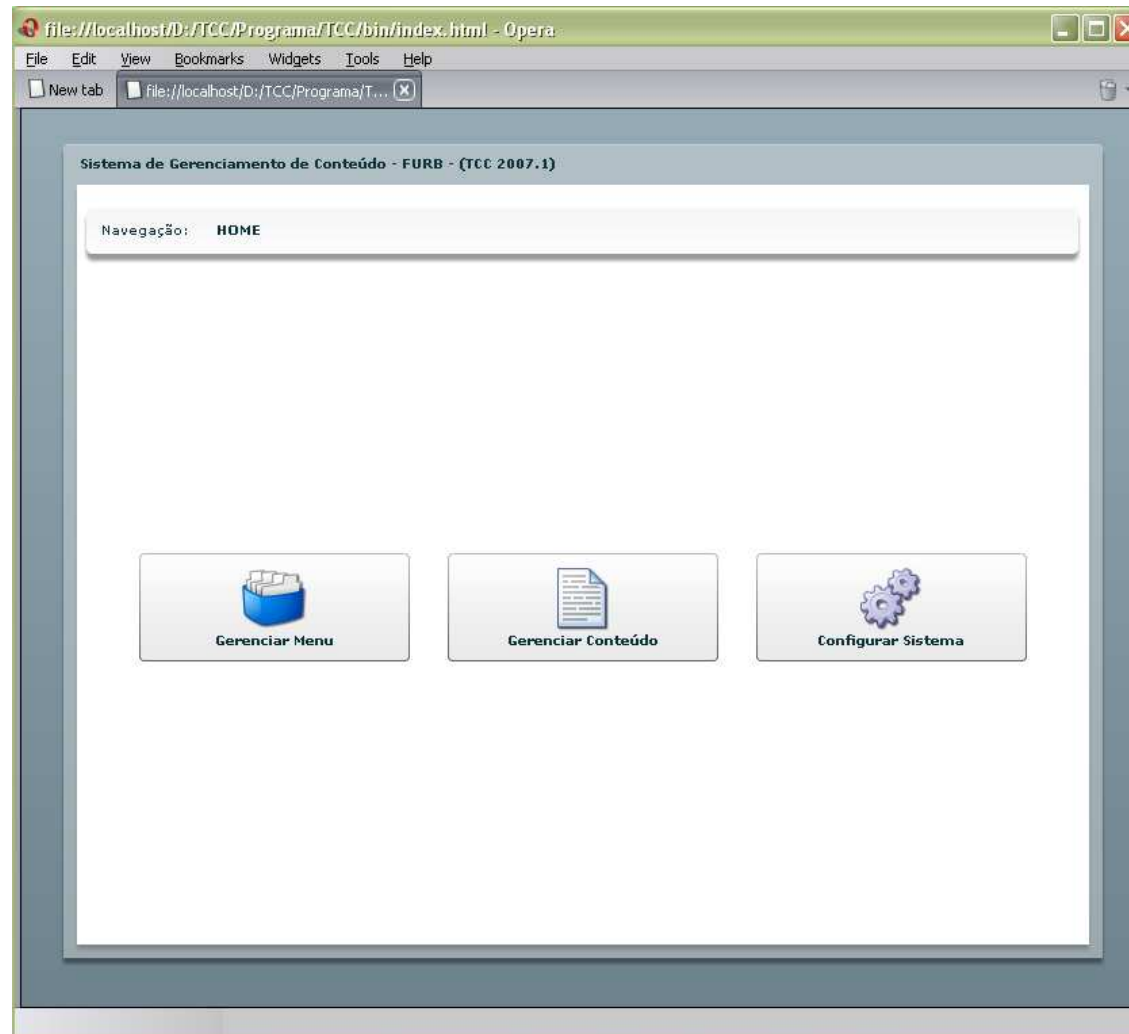 file://localhost/D:/TCC/Programa/TCC/bin/index.html - Opera
File Edit View Bookmarks Widgets Tools Help
New tab file://localhost/D:/TCC/Programa/T...
Sistema de Gerenciamento de Conteúdo - FURB - (TCC 2007.1)
Navegação: HOME
Gerenciar Menu Gerenciar Conteúdo Configurar Sistema